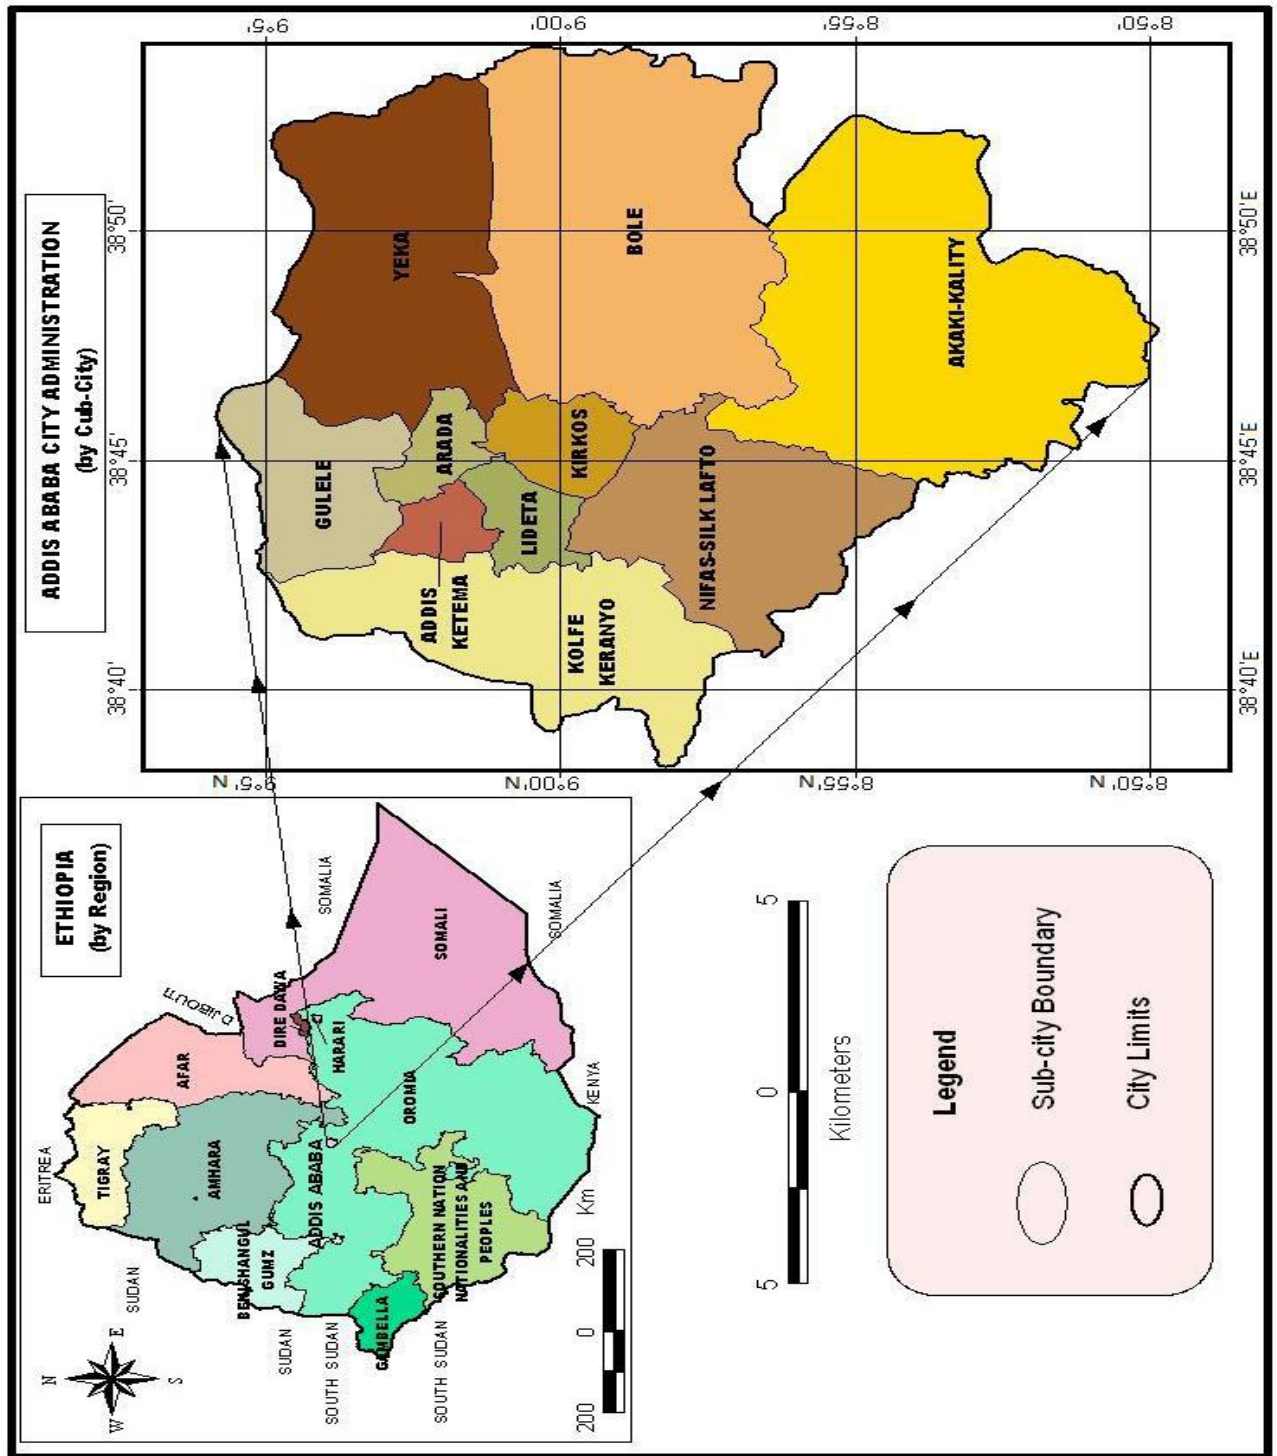 ADDIS ABABA CITY ADMINISTRATION
(by Cub-City)
38°40'
38°45'
38°50'
9°5'
9°00'
8°55'
8°50'
9°5' N
9°00' N
8°55' N
8°50' N
38°40'E
38°45'E
38°50'E
YEKA
BOLE
AKAKI-KALITY
GULELE
ARADA
KIRKOS
LIDETA
NIFAS-SILK LAFTO
ADDIS
KETEMA
KOLFE
KERANYO
ETHIOPIA
(by Region)
N
W
E
S
ERITREA
SUDAN
DJIBOUTI
SOMALIA
TIGRAY
AFAR
AMHARA
BENISHANGUL
GUMZ
DIRE DAWA
ADDIS ABABA
HARARI
SUDAN
SOUTH SUDAN
GAMBELLA
OROMIA
SOMALI
SOUTHERN NATION
NATIONALITIES AND
PEOPLES
SOUTH SUDAN
SOMALIA
KENYA
200
0
200
Km
5
0
5
Kilometers
Legend
Sub-city Boundary
City Limits